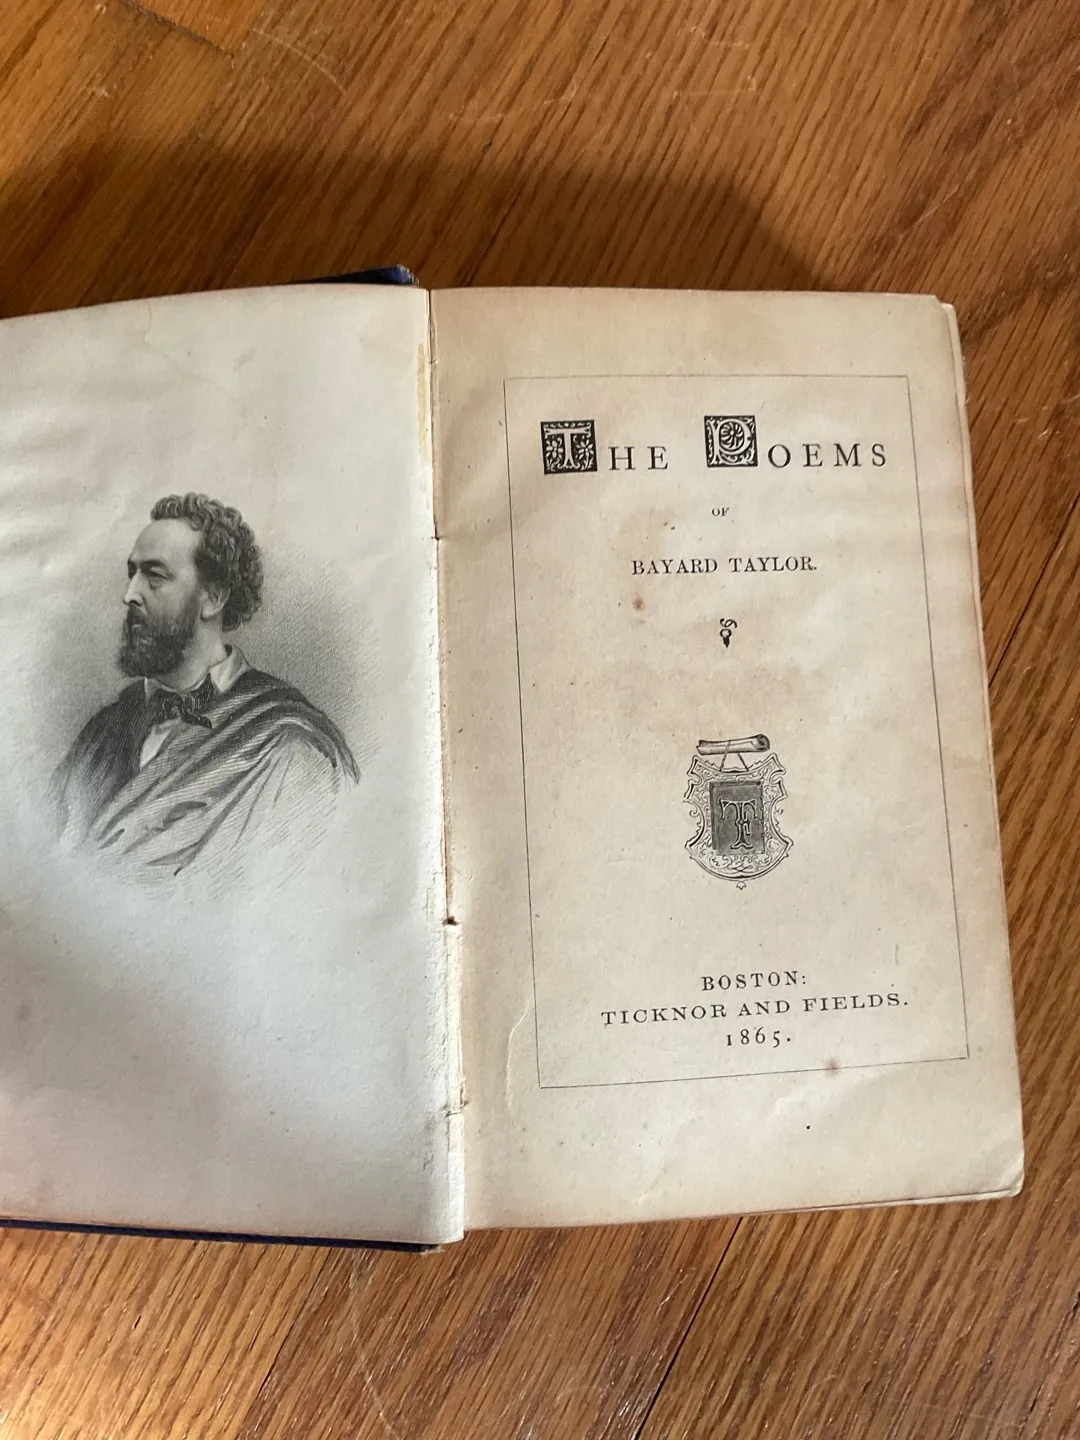 THE POEMS
OF
BAYARD TAYLOR.
TF
BOSTON:
TICKNOR AND FIELDS.
1865.